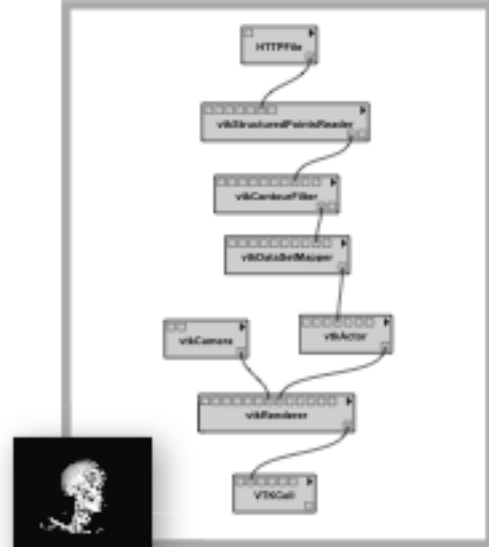 HTTPFile
vtkStructuredPointsReader
vtkContourFilter
vtkDataSetMapper
vtkCamera
vtkActor
vtkRenderer
VTKCell